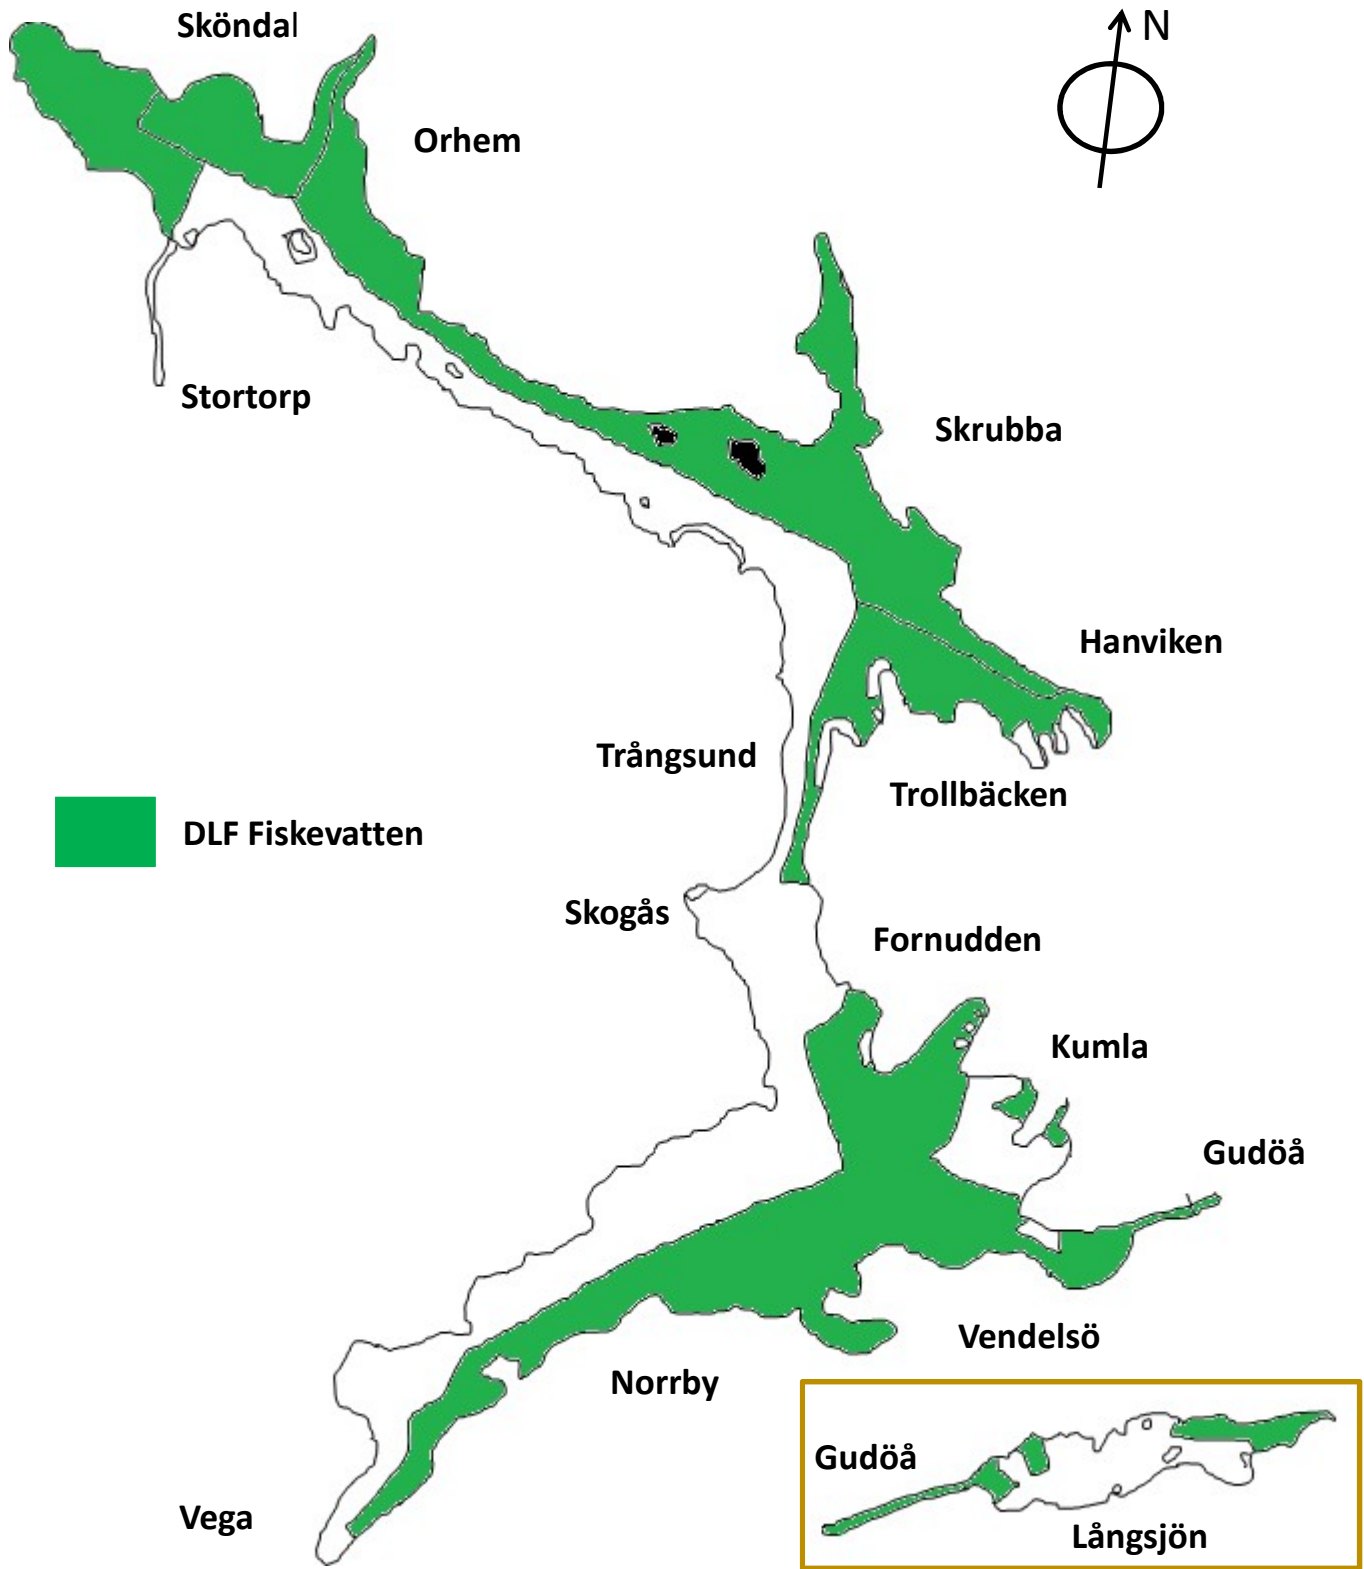 Sköndal
N
Orhem
Stortorp
Skrubba
Hanviken
Trångsund
Trollbäcken
DLF Fiskevatten
Skogås
Fornudden
Kumla
Gudöå
Vendelsö
Norrby
Gudöå
Vega
Långsjön